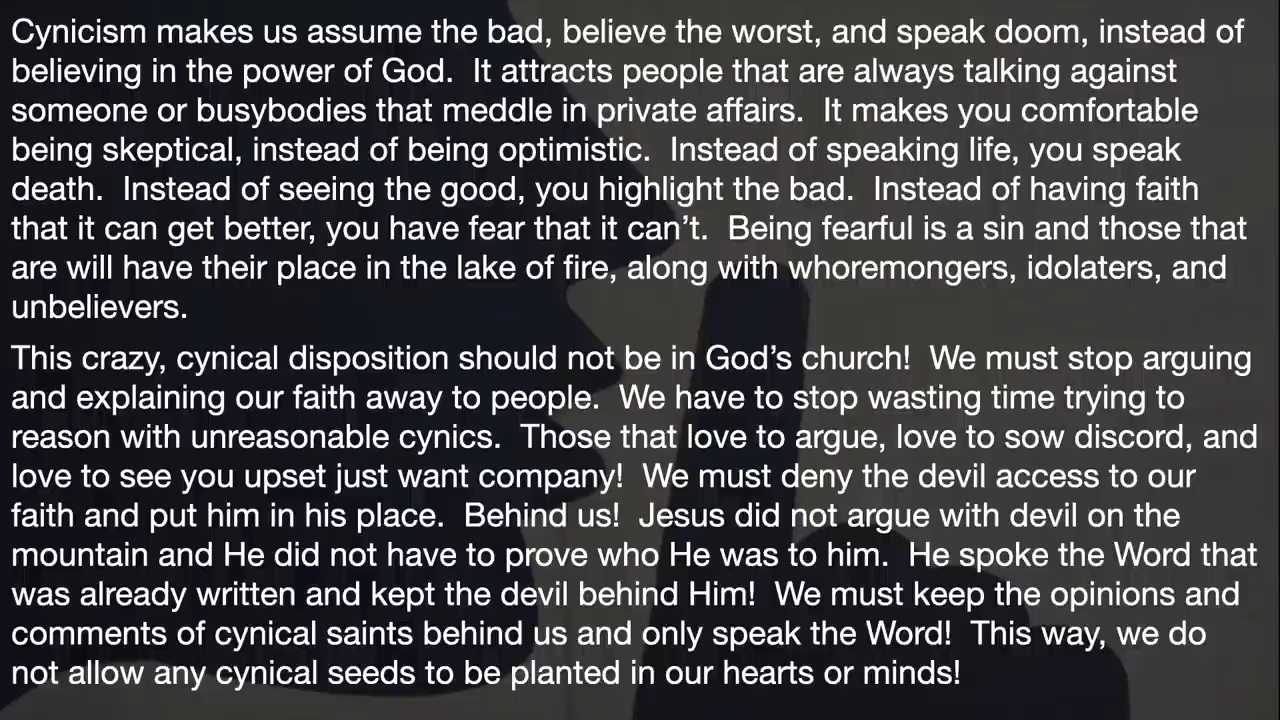 Cynicism makes us assume the bad, believe the worst, and speak doom, instead of
believing in the power of God.  It attracts people that are always talking against
someone or busybodies that meddle in private affairs.  It makes you comfortable
being skeptical, instead of being optimistic.  Instead of speaking life, you speak
death.  Instead of seeing the good, you highlight the bad.  Instead of having faith
that it can get better, you have fear that it can’t.  Being fearful is a sin and those that
are will have their place in the lake of fire, along with whoremongers, idolaters, and
unbelievers.
This crazy, cynical disposition should not be in God’s church!  We must stop arguing
and explaining our faith away to people.  We have to stop wasting time trying to
reason with unreasonable cynics.  Those that love to argue, love to sow discord, and
love to see you upset just want company!  We must deny the devil access to our
faith and put him in his place.  Behind us!  Jesus did not argue with devil on the
mountain and He did not have to prove who He was to him.  He spoke the Word that
was already written and kept the devil behind Him!  We must keep the opinions and
comments of cynical saints behind us and only speak the Word!  This way, we do
not allow any cynical seeds to be planted in our hearts or minds!